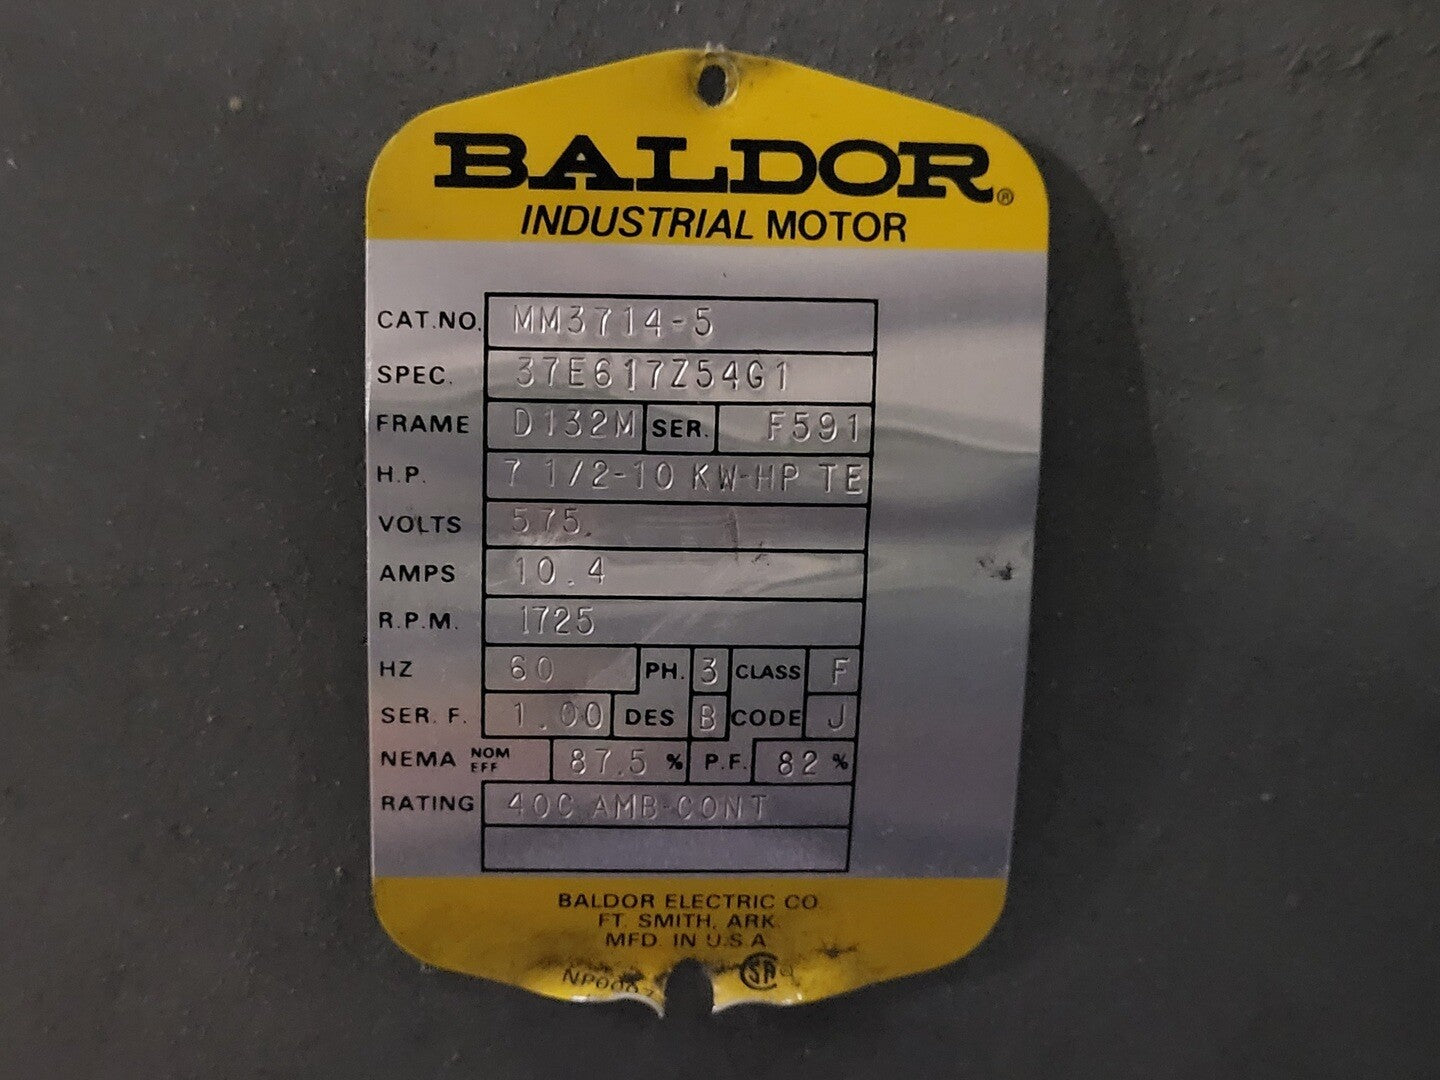 BALDOR®
INDUSTRIAL MOTOR
CAT.NO. MM3714-5
SPEC. 37E617Z54G1
FRAME D132M SER. F591
H.P. 7 1/2-10 KW-HP TE
VOLTS 575
AMPS 10.4
R.P.M. 1725
HZ 60 PH. 3 CLASS F
SER. F. 1.00 DES B CODE J
NEMA NOM EFF 87.5 % P.F. 82 %
RATING 40C AMB-CONT
BALDOR ELECTRIC CO.
FT. SMITH, ARK.
MFD. IN U.S.A.
SA